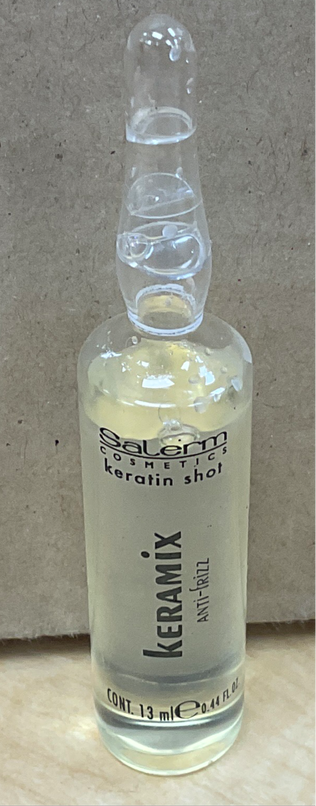 Salerm
COSMETICS
keratin shot
KERAMIX
ANTI-FRIZZ
CONT. 13 ml ℮ 0.44 FL.OZ